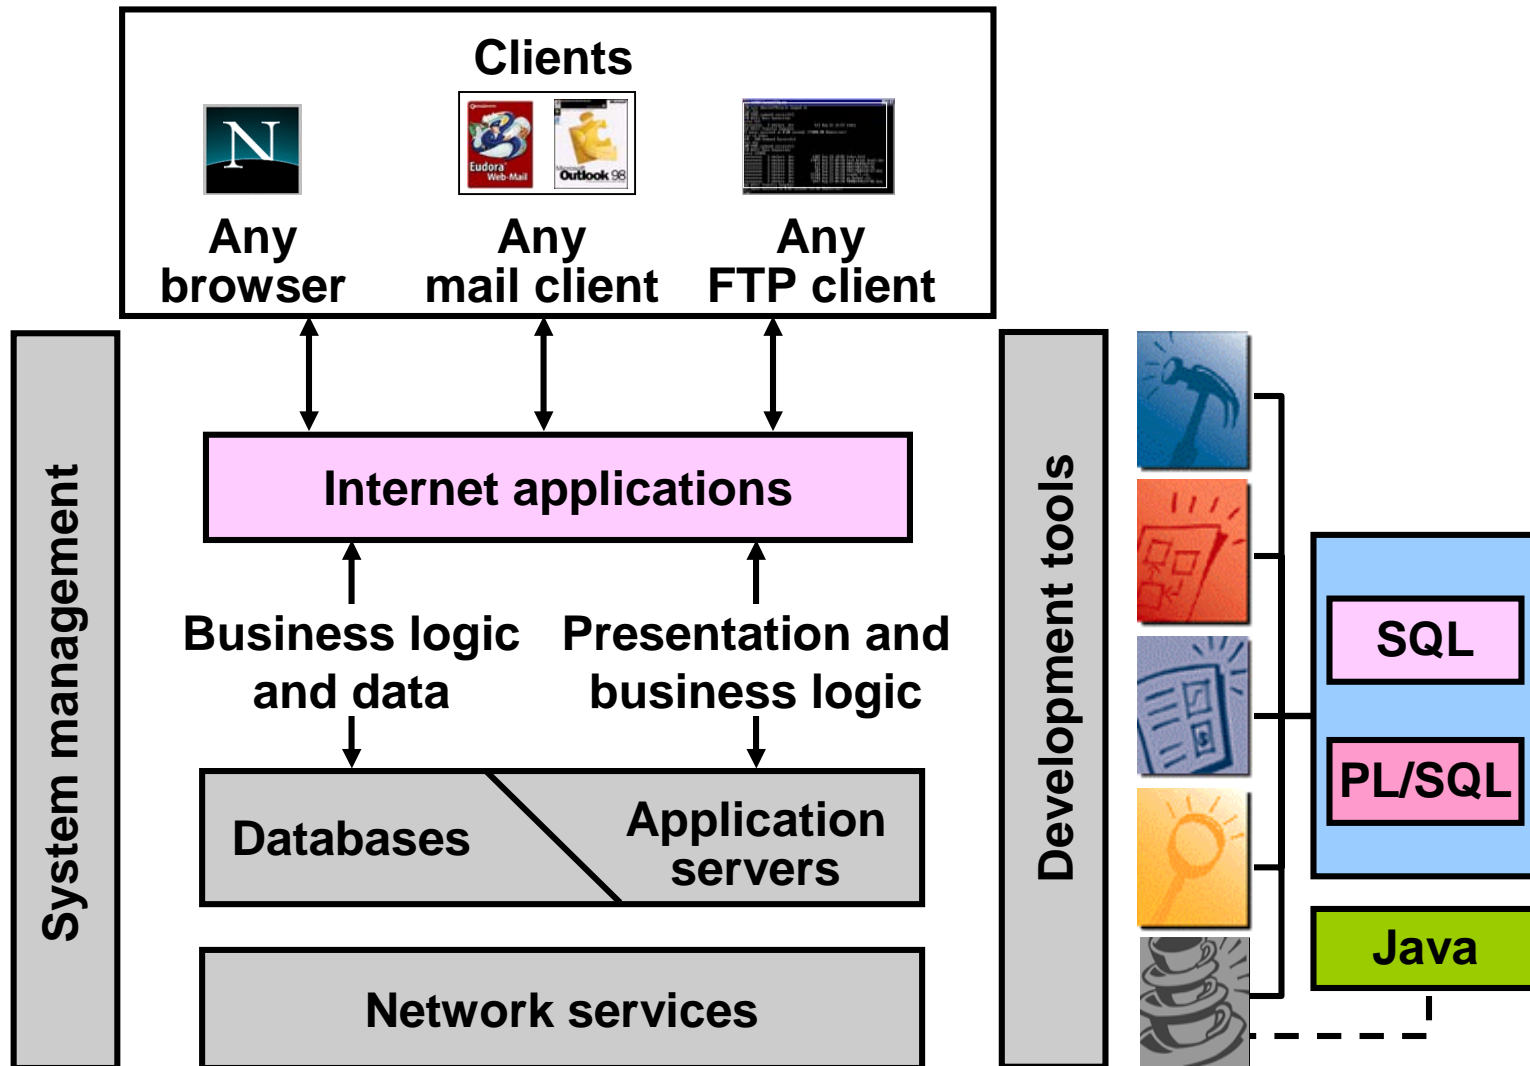 Clients
N
Eudora
Web-Mail
Outlook 98
Any
browser
Any
mail client
Any
FTP client
System management
Internet applications
Business logic
and data
Presentation and
business logic
Databases
Application
servers
Network services
Development tools
SQL
PL/SQL
Java